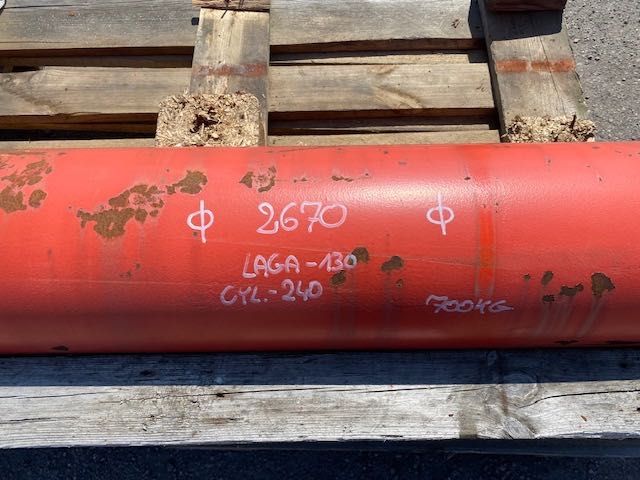 ϕ 2670 ϕ
LAGA-130
CYL.-240
700KG